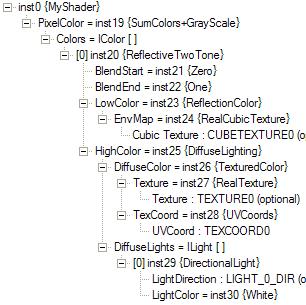 inst0 {MyShader}
PixelColor = inst19 {SumColors+GrayScale}
Colors = IColor [ ]
[0] inst20 {ReflectiveTwoTone}
BlendStart = inst21 {Zero}
BlendEnd = inst22 {One}
LowColor = inst23 {ReflectionColor}
EnvMap = inst24 {RealCubicTexture}
Cubic Texture : CUBETEXTURE0 (o
HighColor = inst25 {DiffuseLighting}
DiffuseColor = inst26 {TexturedColor}
Texture = inst27 {RealTexture}
Texture : TEXTURE0 (optional)
TexCoord = inst28 {UVCoords}
UVCoord : TEXCOORD0
DiffuseLights = ILight [ ]
[0] inst29 {DirectionalLight}
LightDirection : LIGHT_0_DIR (o
LightColor = inst30 {White}